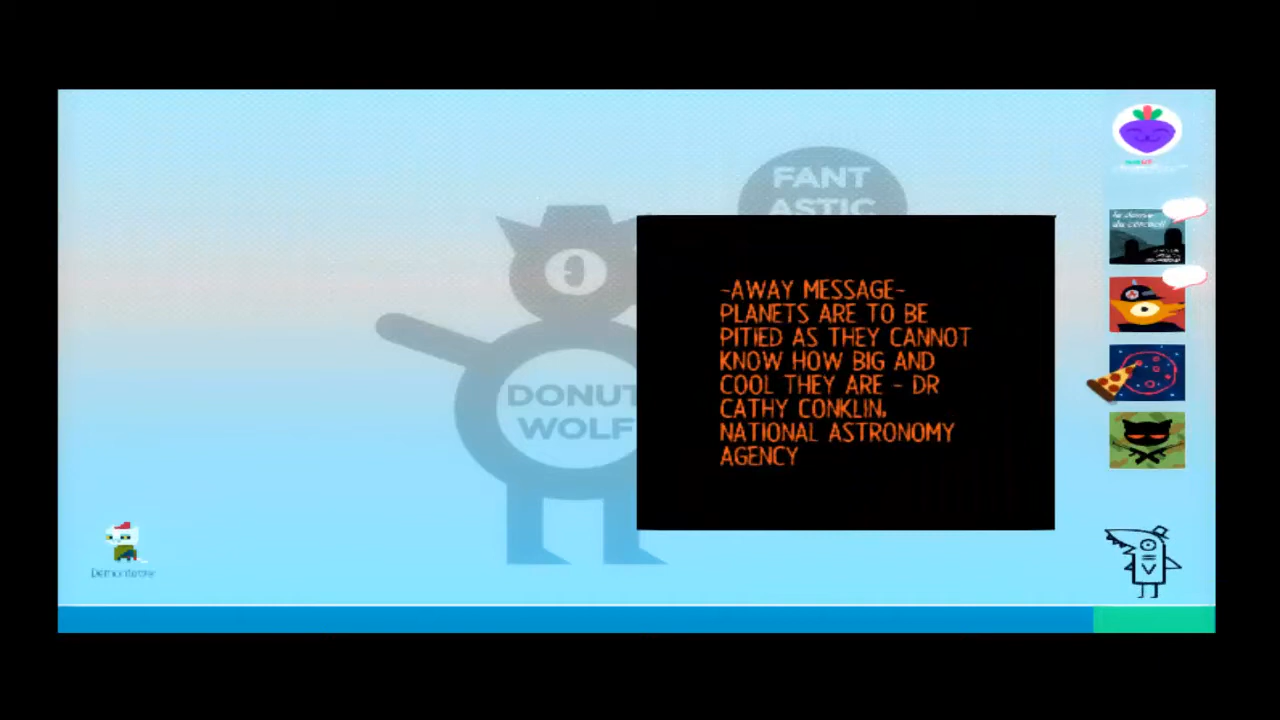 FANT
ASTIC
-AWAY MESSAGE-
PLANETS ARE TO BE
PITIED AS THEY CANNOT
KNOW HOW BIG AND
COOL THEY ARE - DR
CATHY CONKLIN,
NATIONAL ASTRONOMY
AGENCY
DONUT
WOLF